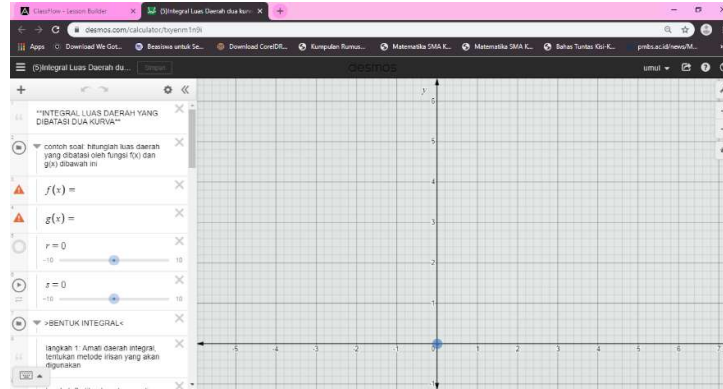 ClassFlow - Lesson Builder
(5)Integral Luas Daerah dua kurv
desmos.com/calculator/txyenm1n9i
Apps
Download We Got...
Beasiswa untuk Se...
Download CorelDR...
Kumpulan Rumus...
Matematika SMA K...
Matematika SMA K...
Bahas Tuntas Kisi-K...
pmbs.ac.id/news/M...
(5)Integral Luas Daerah du...
Simpan
desmos
umul
**INTEGRAL LUAS DAERAH YANG
DIBATASI DUA KURVA**
contoh soal: hitunglah luas daerah
yang dibatasi oleh fungsi f(x) dan
g(x) dibawah ini
f(x) =
g(x) =
r = 0
-10
10
s = 0
-10
10
>BENTUK INTEGRAL<
langkah 1: Amati daerah integral,
tentukan metode irisan yang akan
digunakan
y
6
5
4
3
2
1
-5 -4 -3 -2 -1 0 1 2 3 4 5 6 7